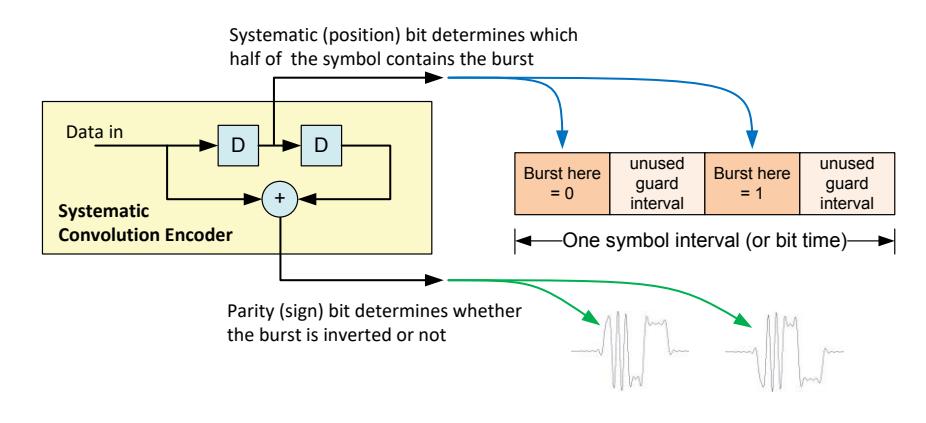 Systematic (position) bit determines which
half of the symbol contains the burst
Data in
D
D
+
Systematic
Convolution Encoder
Burst here
= 0
unused
guard
interval
Burst here
= 1
unused
guard
interval
One symbol interval (or bit time)
Parity (sign) bit determines whether
the burst is inverted or not